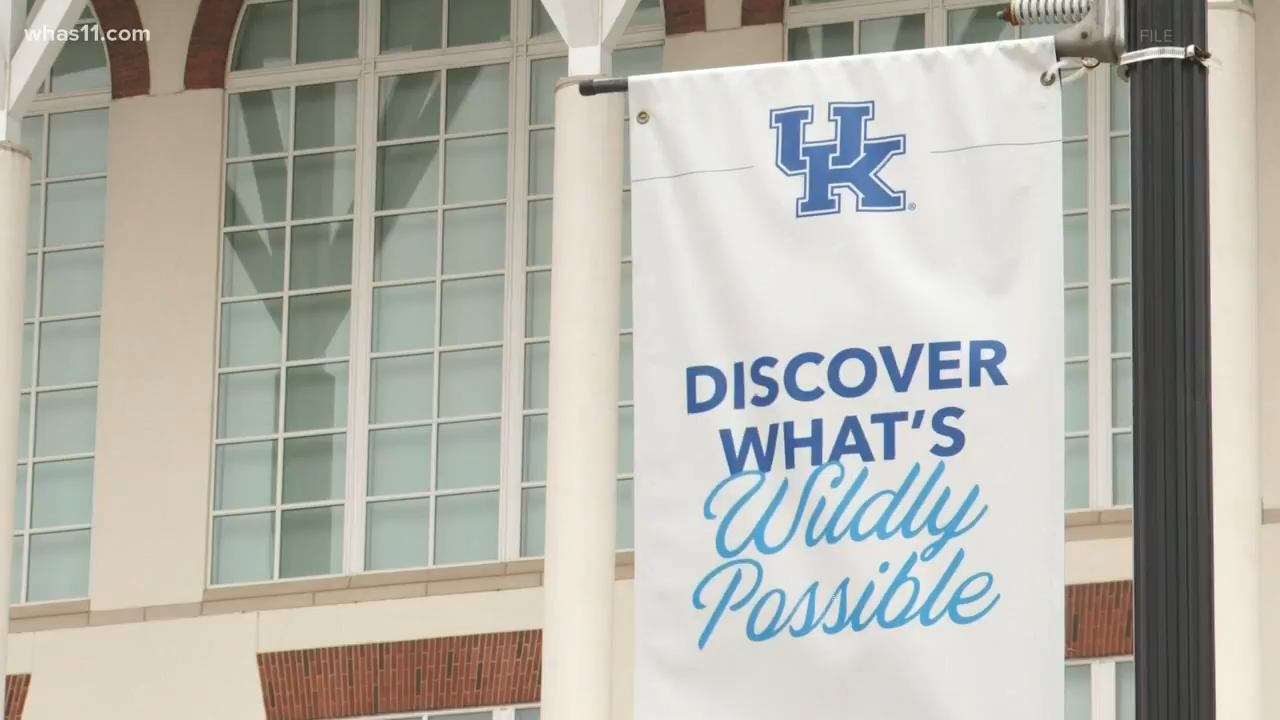 whas11.com
FILE
UK
DISCOVER
WHAT'S
Wildly
Possible